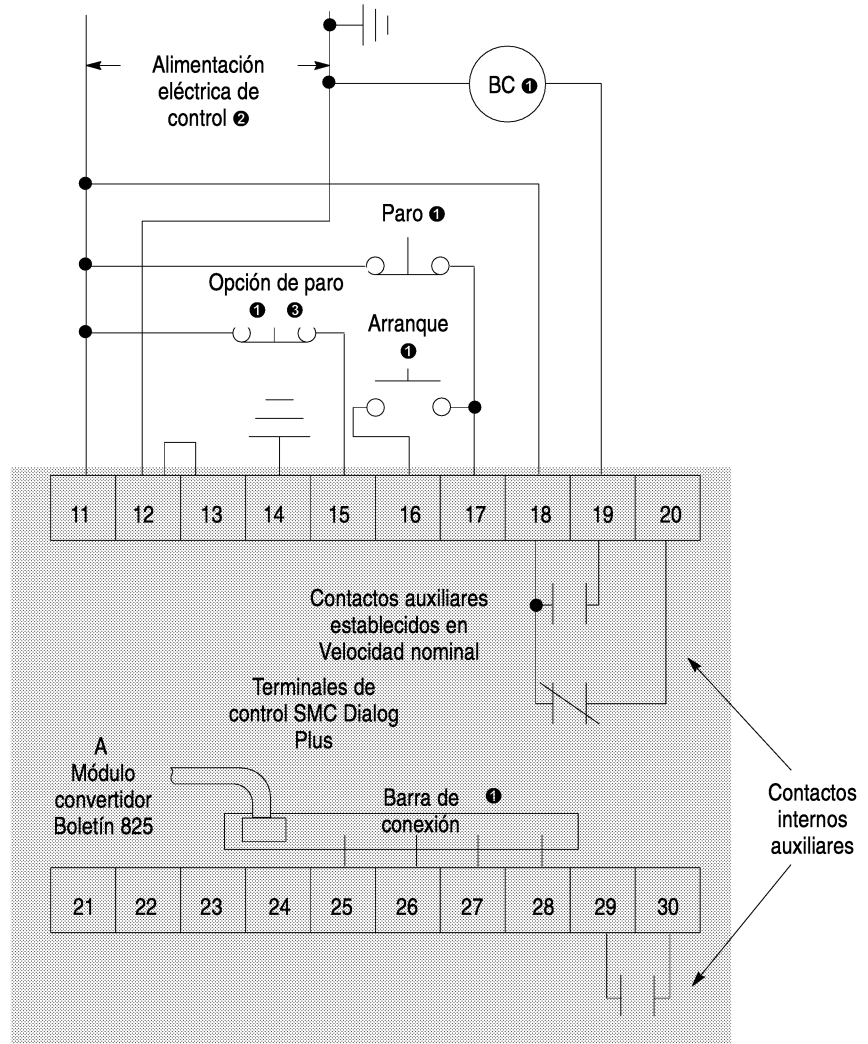 Alimentación
eléctrica de
control ❷
BC ❶
Paro ❶
Opción de paro
❶ ❸
Arranque
❶
11 12 13 14 15 16 17 18 19 20
Contactos auxiliares
establecidos en
Velocidad nominal
Terminales de
control SMC Dialog
Plus
A
Módulo
convertidor
Boletín 825
Barra de ❶
conexión
Contactos
internos
auxiliares
21 22 23 24 25 26 27 28 29 30